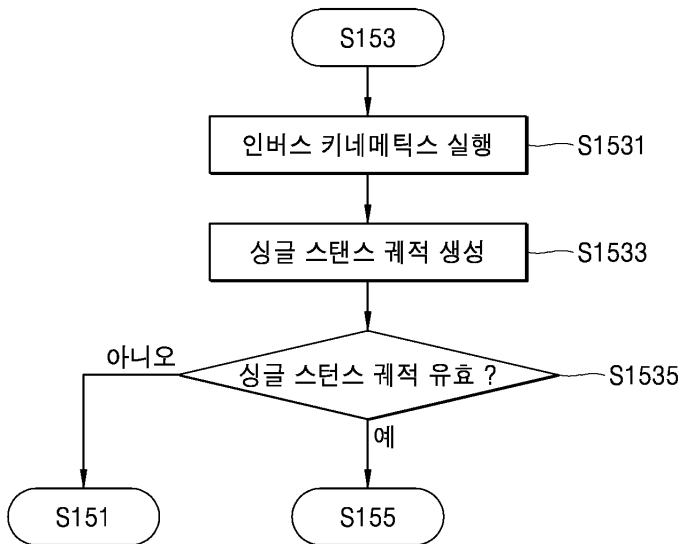 S153
인버스 키네메틱스 실행
S1531
싱글 스탠스 궤적 생성
S1533
아니오
싱글 스턴스 궤적 유효 ?
S1535
예
S151
S155